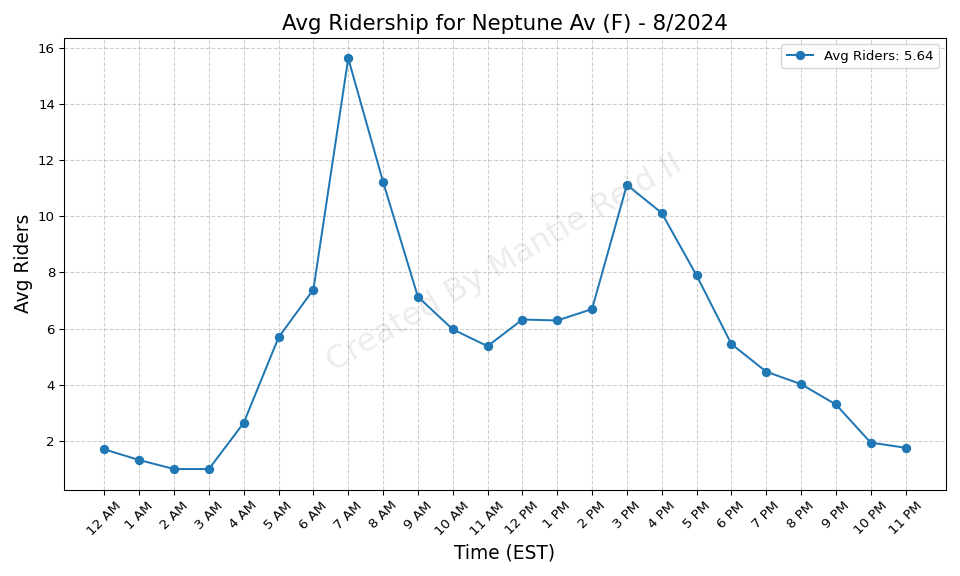 Avg Ridership for Neptune Av (F) - 8/2024
Avg Riders: 5.64
16
14
12
10
8
6
4
2
Avg Riders
Created By Mantle Reid II
12 AM
1 AM
2 AM
3 AM
4 AM
5 AM
6 AM
7 AM
8 AM
9 AM
10 AM
11 AM
12 PM
1 PM
2 PM
3 PM
4 PM
5 PM
6 PM
7 PM
8 PM
9 PM
10 PM
11 PM
Time (EST)